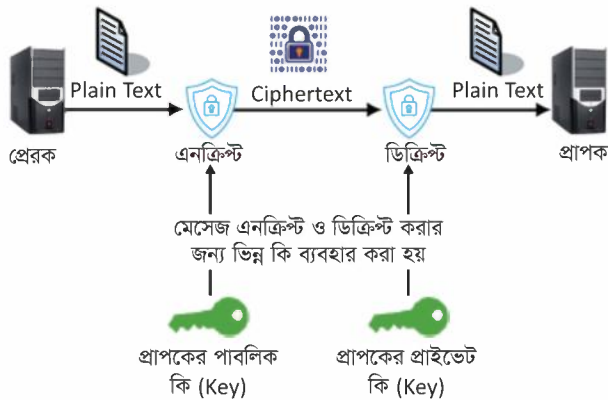 Plain Text
Ciphertext
Plain Text
প্রেরক
এনক্রিপ্ট
ডিক্রিপ্ট
প্রাপক
মেসেজ এনক্রিপ্ট ও ডিক্রিপ্ট করার
জন্য ভিন্ন কি ব্যবহার করা হয়
প্রাপকের পাবলিক
কি (Key)
প্রাপকের প্রাইভেট
কি (Key)